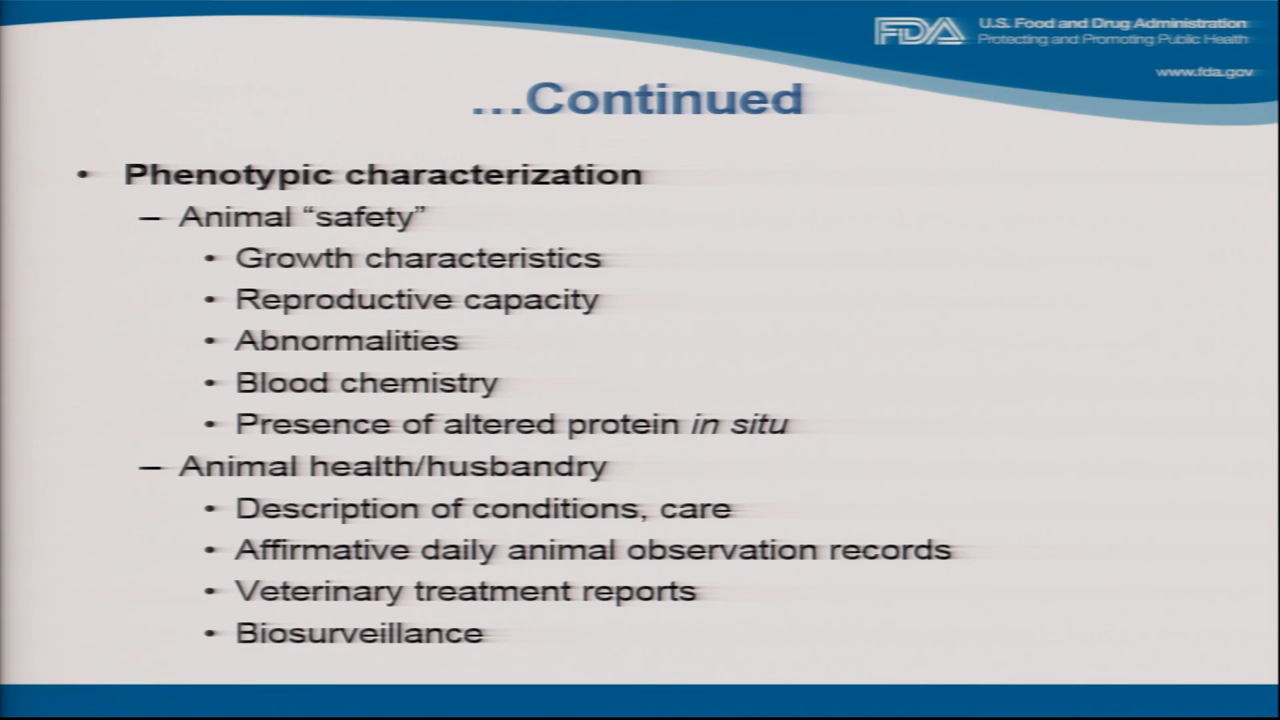 FDA U.S. Food and Drug Administration
Protecting and Promoting Public Health
www.fda.gov
...Continued
• Phenotypic characterization
– Animal “safety”
• Growth characteristics
• Reproductive capacity
• Abnormalities
• Blood chemistry
• Presence of altered protein in situ
– Animal health/husbandry
• Description of conditions, care
• Affirmative daily animal observation records
• Veterinary treatment reports
• Biosurveillance